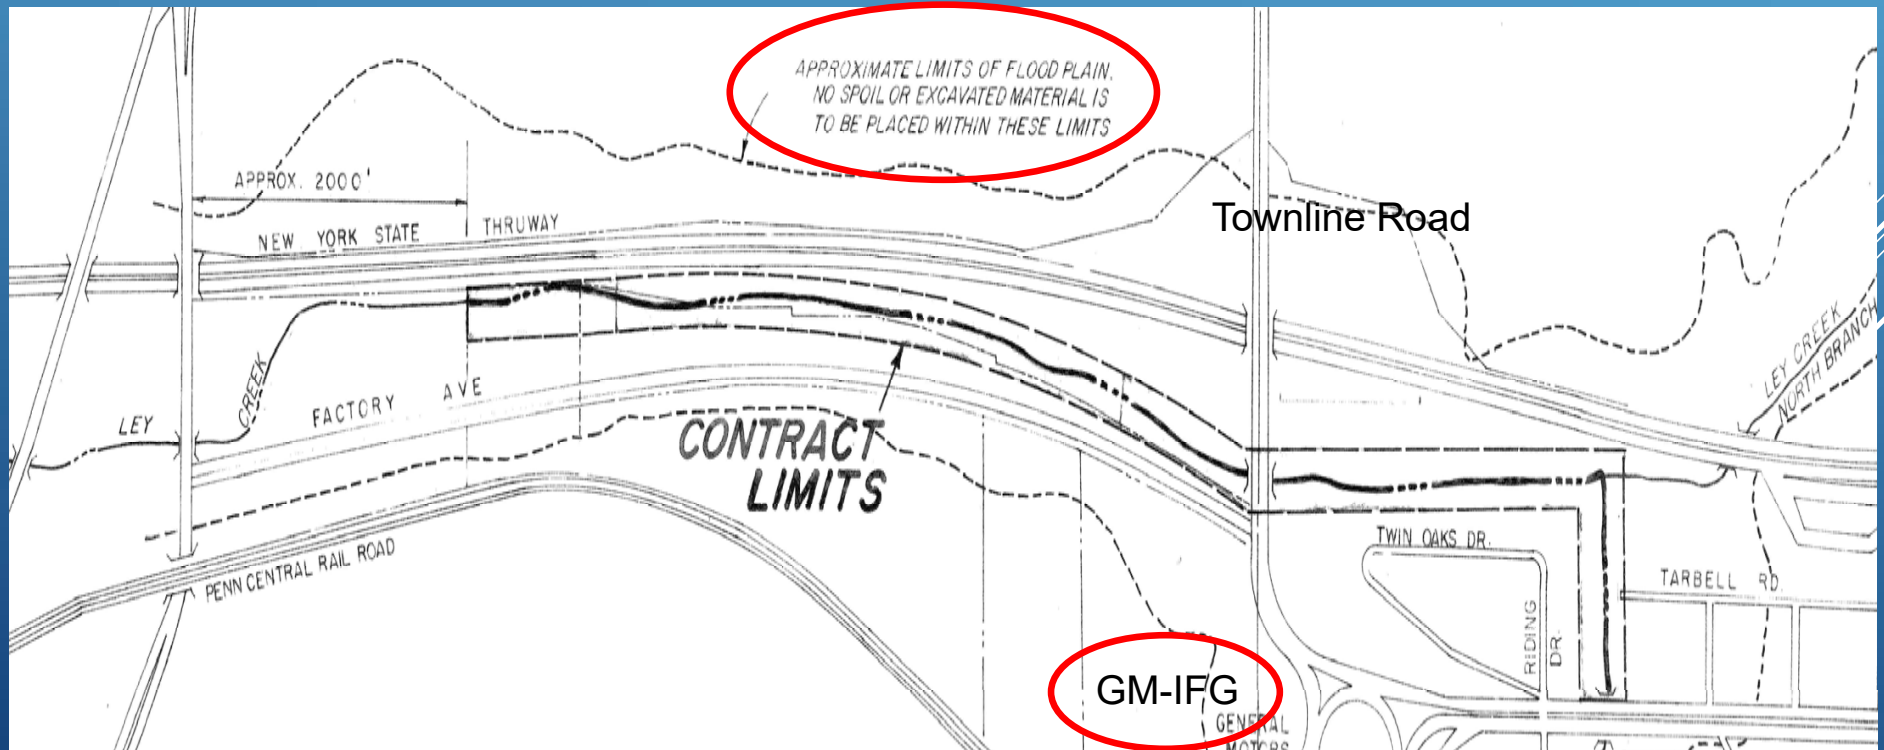 APPROXIMATE LIMITS OF FLOOD PLAIN.
NO SPOIL OR EXCAVATED MATERIAL IS
TO BE PLACED WITHIN THESE LIMITS
APPROX. 2000'
NEW YORK STATE THRUWAY
Townline Road
LEY CREEK
FACTORY AVE
CONTRACT
LIMITS
LEY CREEK
NORTH BRANCH
PENN CENTRAL RAIL ROAD
TWIN OAKS DR.
TARBELL RD.
RIDING
DR.
GM-IFG
GENERAL
MOTORS